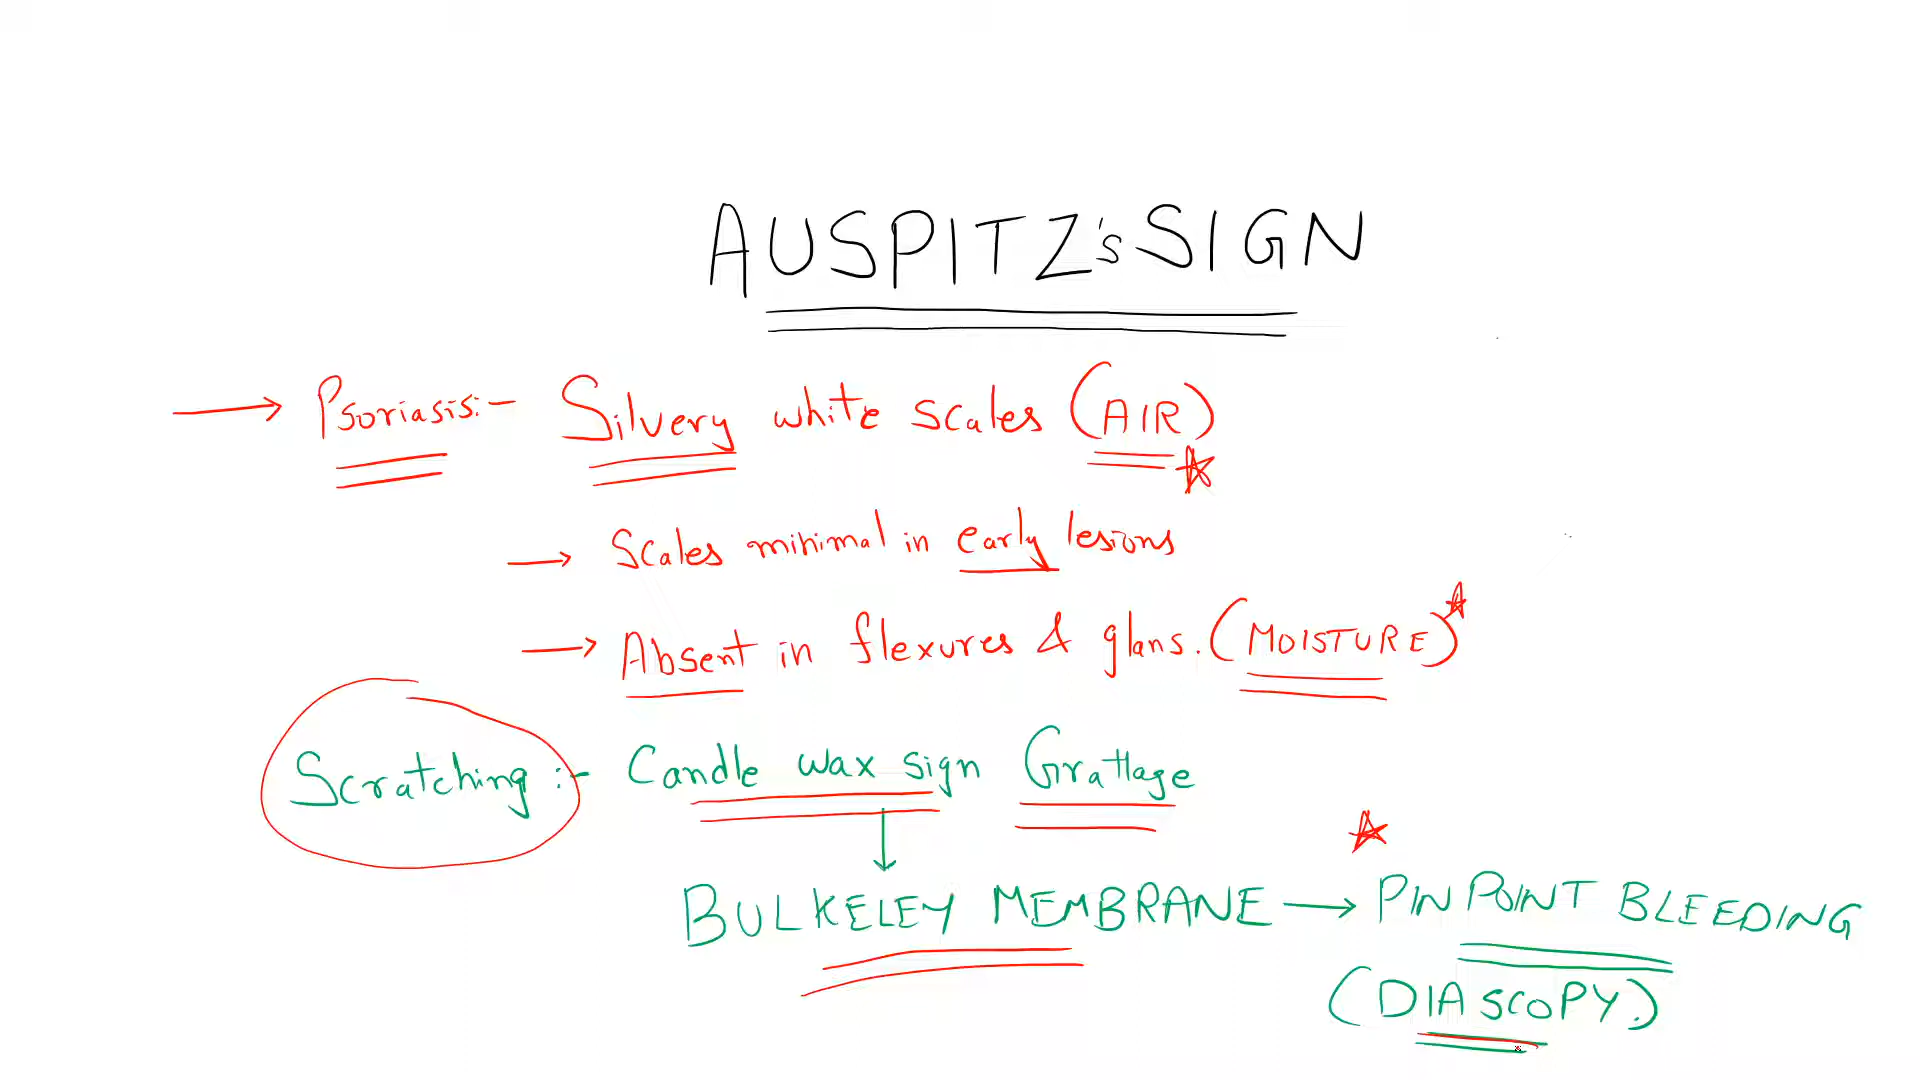 AUSPITZ's SIGN
→ Psoriasis:- Silvery white scales (AIR)
→ Scales minimal in early lesions
→ Absent in flexures & glans. (MOISTURE)
Scratching :- Candle wax sign Grattage
BULKELEY MEMBRANE → PIN POINT BLEEDING
(DIASCOPY.)